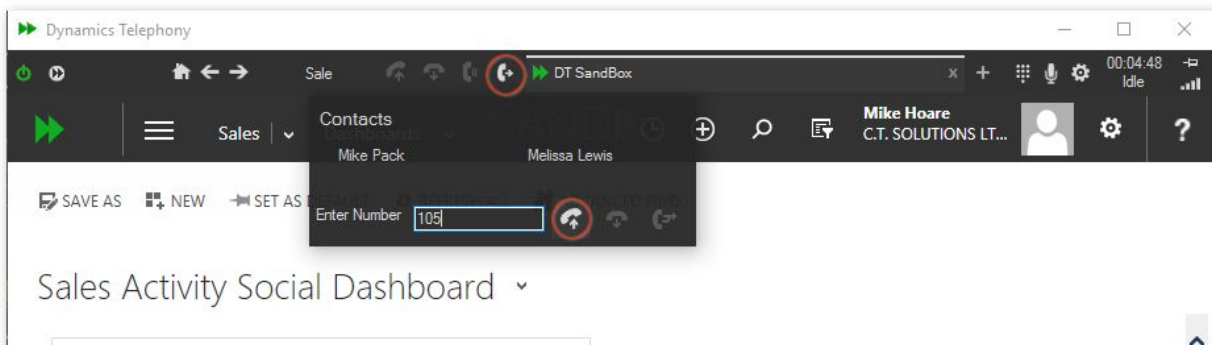 Dynamics Telephony
Sale
DT SandBox
x
00:04:48
Idle
Sales
Dashboards
Mike Hoare
C.T. SOLUTIONS LT...
?
Contacts
Mike Pack Melissa Lewis
SAVE AS NEW SET AS DEFAULT
Enter Number 105
Sales Activity Social Dashboard